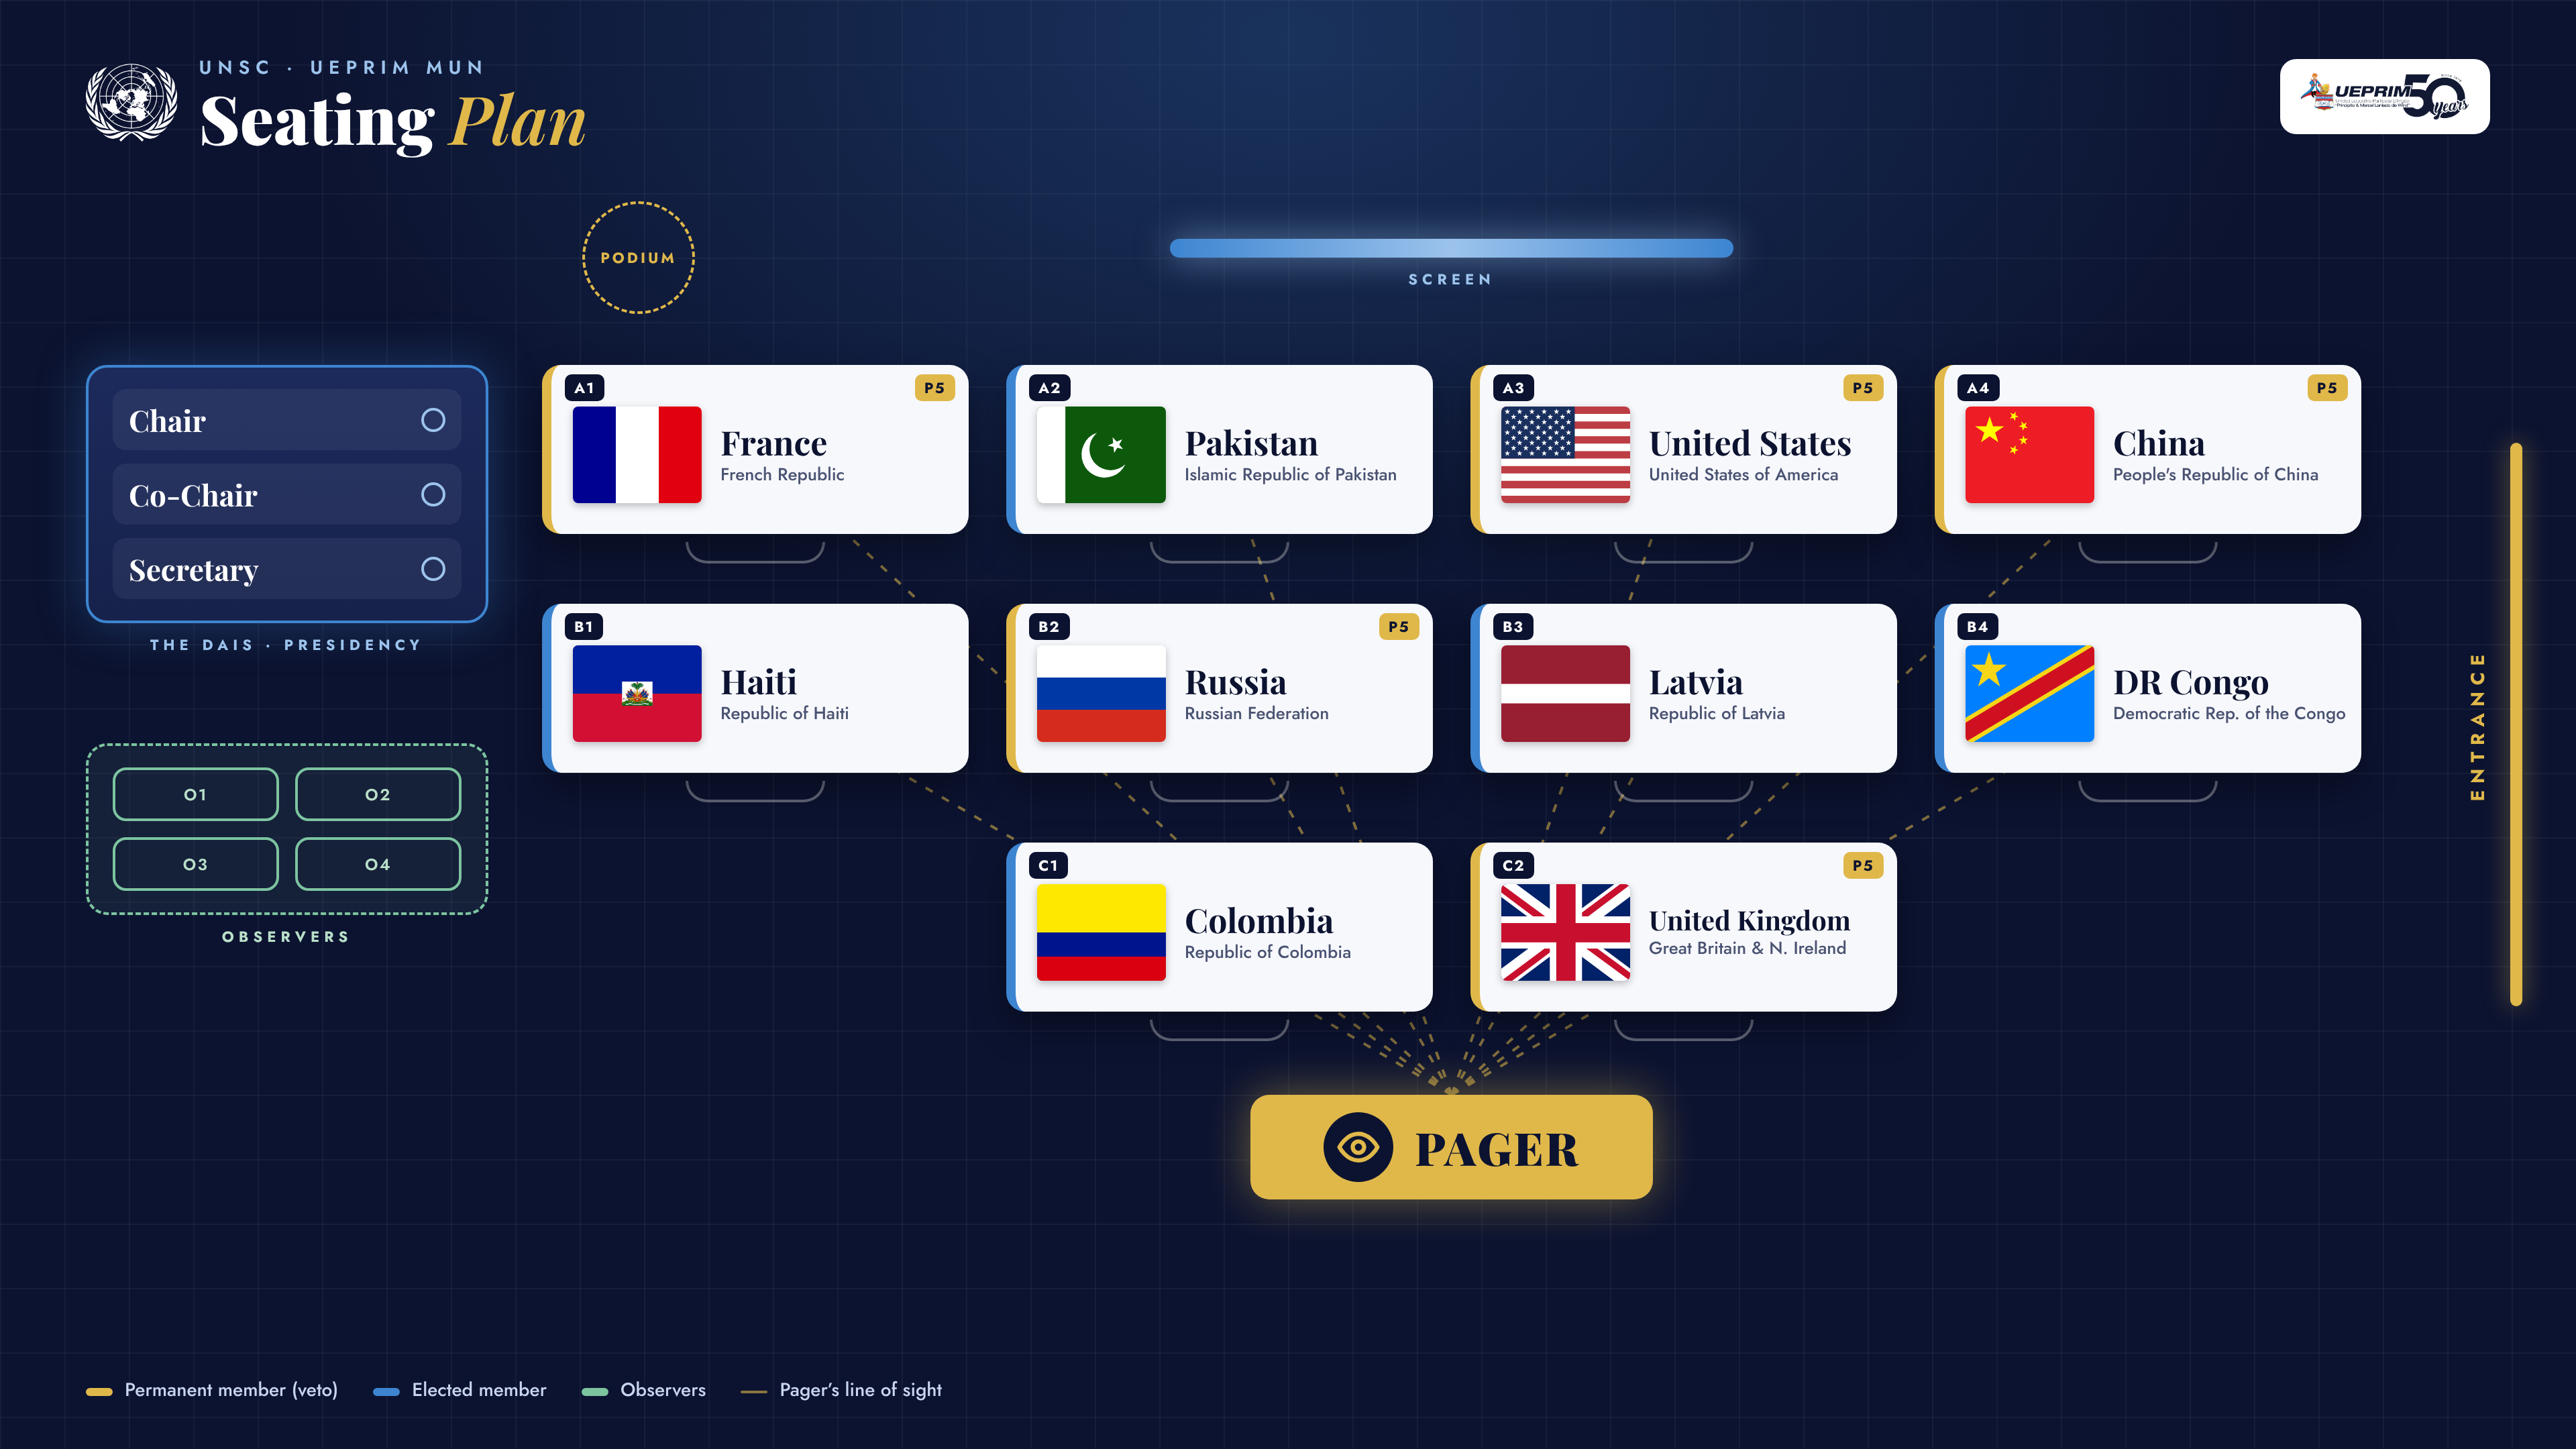 UNSC · UEPRIM MUN
Seating Plan
UEPRIM 50 years
PODIUM
SCREEN
Chair
Co-Chair
Secretary
THE DAIS · PRESIDENCY
O1
O2
O3
O4
OBSERVERS
A1
P5
France
French Republic
A2
Pakistan
Islamic Republic of Pakistan
A3
P5
United States
United States of America
A4
P5
China
People's Republic of China
B1
Haiti
Republic of Haiti
B2
P5
Russia
Russian Federation
B3
Latvia
Republic of Latvia
B4
DR Congo
Democratic Rep. of the Congo
C1
Colombia
Republic of Colombia
C2
P5
United Kingdom
Great Britain & N. Ireland
ENTRANCE
PAGER
Permanent member (veto)
Elected member
Observers
Pager's line of sight